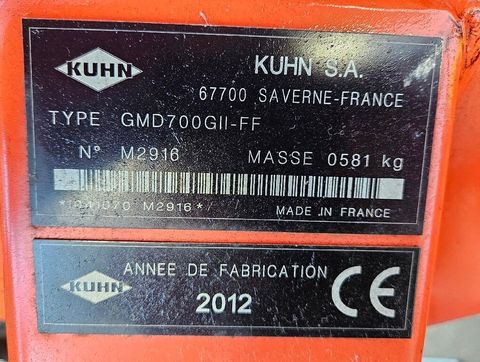 KUHN
KUHN S.A.
67700 SAVERNE-FRANCE
TYPE GMD700GII-FF
N° M2916 MASSE 0581 kg
M2916*
MADE IN FRANCE
KUHN
ANNEE DE FABRICATION
2012
CE